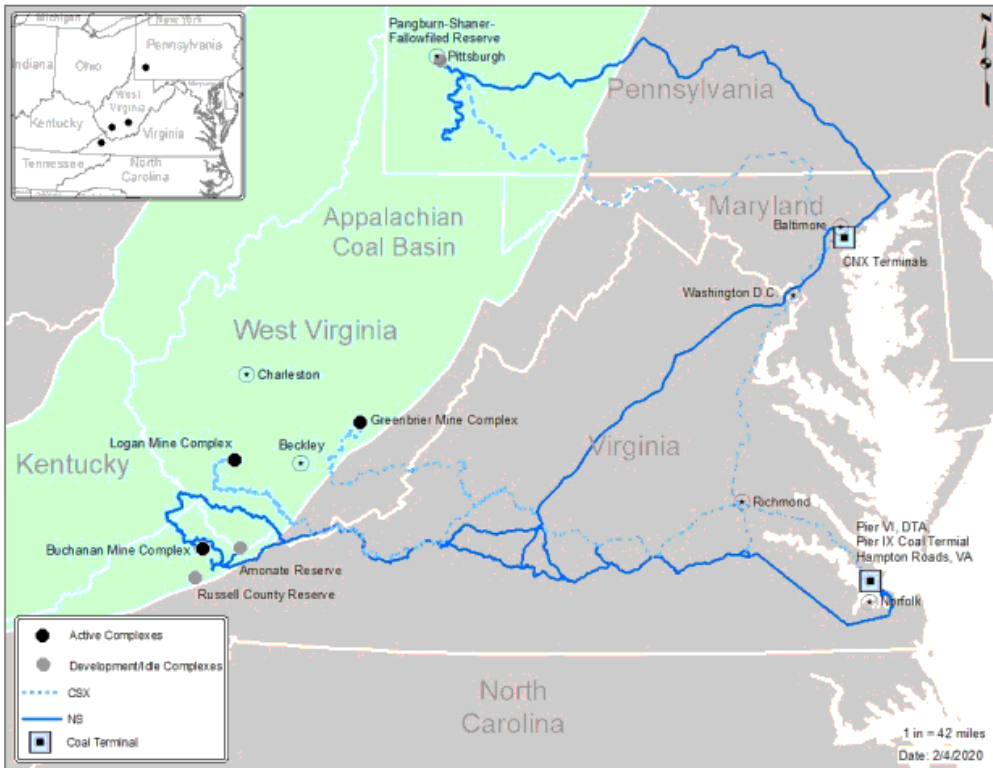 Michigan
New York
Pennsylvania
Indiana
Ohio
West
Virginia
Kentucky
Virginia
Tennessee
North
Carolina
Pangburn-Shaner-
Fallowfiled Reserve
Pittsburgh
N
Pennsylvania
Appalachian
Coal Basin
Maryland
Baltimore
CNX Terminals
Washington D C
West Virginia
Charleston
Greenbrier Mine Complex
Logan Mine Complex
Beckley
Kentucky
Virginia
Richmond
Pier VI, DTA,
Pier IX Coal Termial
Hampton Roads, VA
Buchanan Mine Complex
Amonate Reserve
Russell County Reserve
Norfolk
Active Complexes
Development/Idle Complexes
CSX
NS
Coal Terminal
North
Carolina
1 in = 42 miles
Date: 2/4/2020